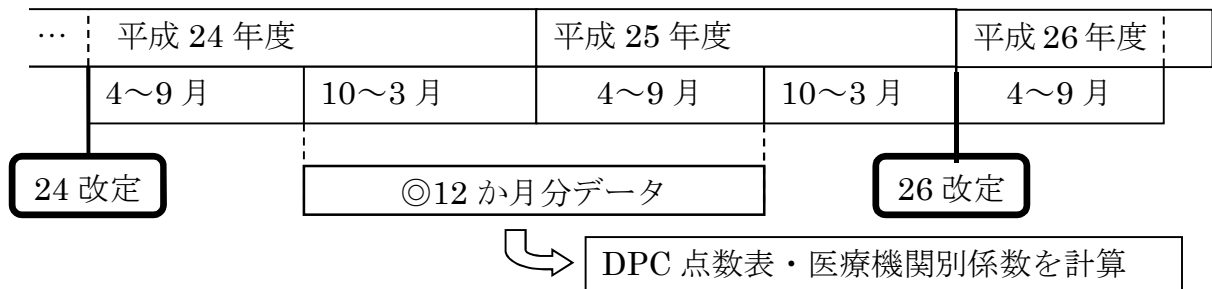 … 平成 24 年度 平成 25 年度 平成 26 年度
4～9 月 10～3 月 4～9 月 10～3 月 4～9 月
24 改定 ◎12 か月分データ 26 改定
DPC 点数表・医療機関別係数を計算